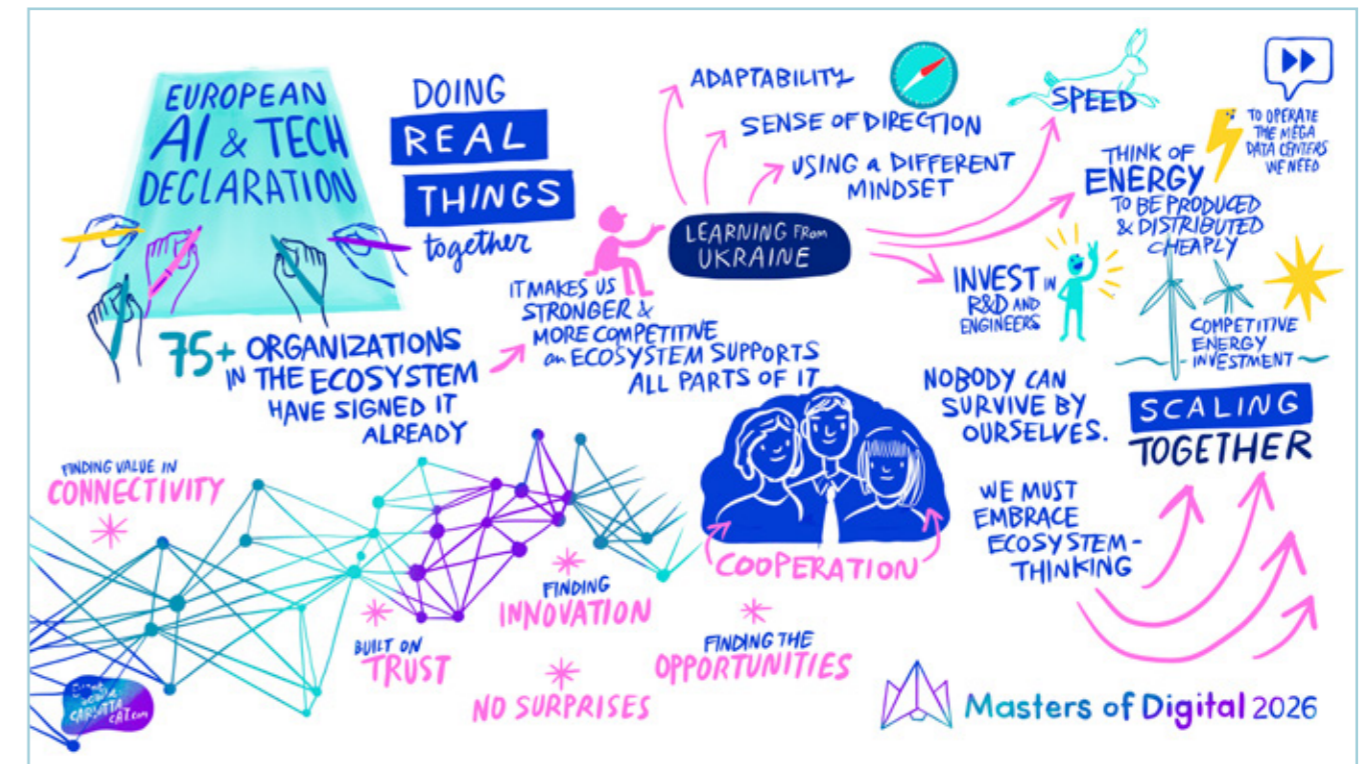 EUROPEAN
AI & TECH
DECLARATION
DOING
REAL
THINGS
together
75+ ORGANIZATIONS
IN THE ECOSYSTEM
HAVE SIGNED IT
ALREADY
IT MAKES US
STRONGER &
MORE COMPETITIVE
an ECOSYSTEM SUPPORTS
ALL PARTS OF IT
LEARNING From
UKRAINE
ADAPTABILITY
SENSE OF DIRECTION
USING a DIFFERENT
MINDSET
SPEED
THINK OF
ENERGY
TO BE PRODUCED
& DISTRIBUTED
CHEAPLY
TO OPERATE
THE MEGA
DATA CENTERS
WE NEED
INVEST IN
R&D AND
ENGINEERS
COMPETITIVE
ENERGY
INVESTMENT
NOBODY CAN
SURVIVE BY
OURSELVES.
SCALING
TOGETHER
WE MUST
EMBRACE
ECOSYSTEM-
THINKING
FINDING VALUE IN
CONNECTIVITY
BUILT ON
TRUST
FINDING
INNOVATION
NO SURPRISES
COOPERATION
FINDING THE
OPPORTUNITIES
CARLOTTA
CAT.com
Masters of Digital 2026